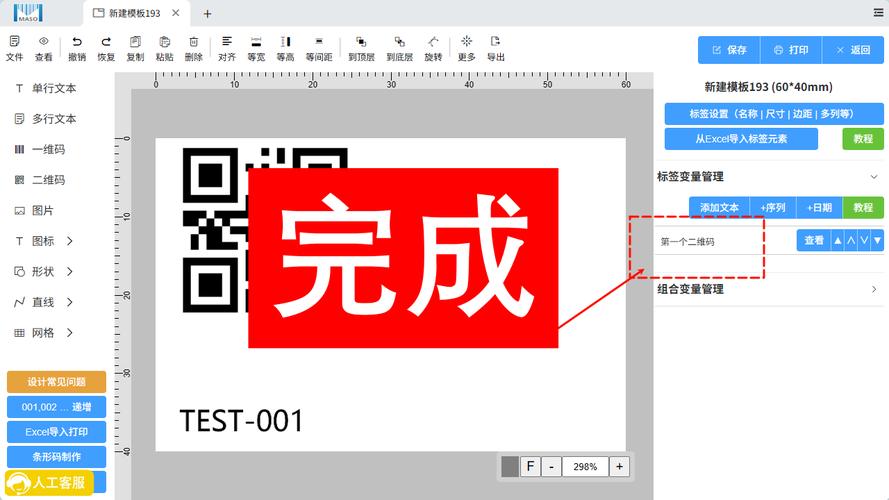 MASO
新建模板193
文件
查看
撤销
恢复
复制
粘贴
删除
对齐
等宽
等高
等间距
到顶层
到底层
旋转
更多
导出
保存
打印
返回
单行文本
多行文本
一维码
二维码
图片
图标
形状
直线
网格
设计常见问题
001,002 ... 递增
Excel导入打印
条形码制作
人工客服
0
10
20
30
40
50
60
0
10
20
30
40
完成
TEST-001
F
-
298%
+
新建模板193 (60*40mm)
标签设置（名称 | 尺寸 | 边距 | 多列等）
从Excel导入标签元素
教程
标签变量管理
添加文本
+序列
+日期
教程
第一个二维码
查看
组合变量管理